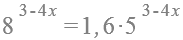 8^{3-4x} = 1,6 · 5^{3-4x}